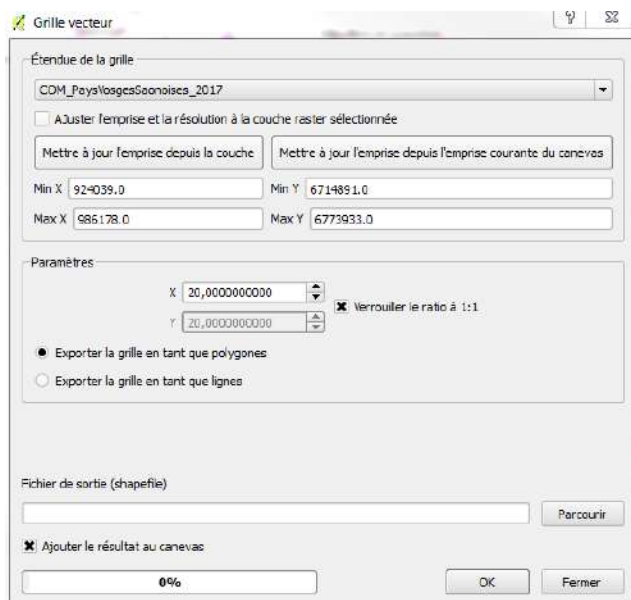 Grille vecteur
Étendue de la grille
COM_PaysVosgesSaonoises_2017
Ajuster l'emprise et la résolution à la couche raster sélectionnée
Mettre à jour l'emprise depuis la couche
Mettre à jour l'emprise depuis l'emprise courante du canevas
Min X 924039.0 Min Y 6714891.0
Max X 986178.0 Max Y 6773933.0
Paramètres
X 20,0000000000
Verrouiller le ratio à 1:1
Y 20,0000000000
Exporter la grille en tant que polygones
Exporter la grille en tant que lignes
Fichier de sortie (shapefile)
Parcourir
Ajouter le résultat au canevas
0% OK Fermer